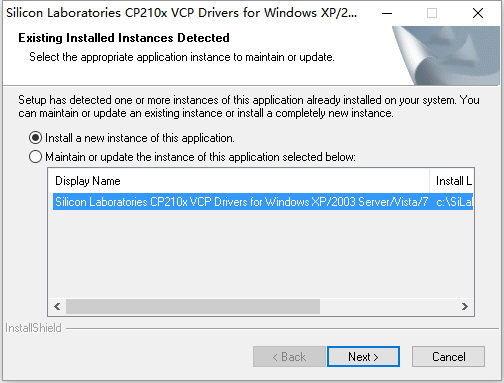 Silicon Laboratories CP210x VCP Drivers for Windows XP/2...
Existing Installed Instances Detected
Select the appropriate application instance to maintain or update.
Setup has detected one or more instances of this application already installed on your system. You
can maintain or update an existing instance or install a completely new instance.
Install a new instance of this application.
Maintain or update the instance of this application selected below:
Display Name Install L
Silicon Laboratories CP210x VCP Drivers for Windows XP/2003 Server/Vista/7 c:\SiLa
InstallShield
< Back Next > Cancel